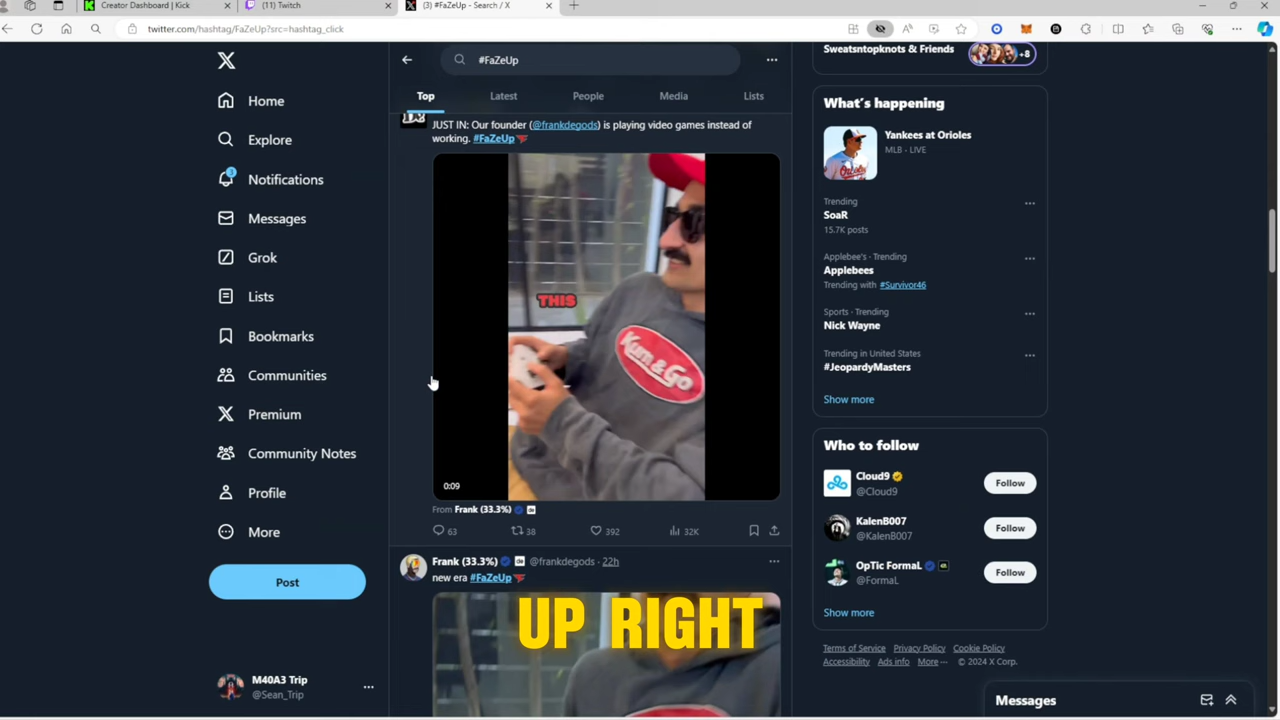 Creator Dashboard | Kick
(11) Twitch
(3) #FaZeUp - Search / X
twitter.com/hashtag/FaZeUp?src=hashtag_click
Home
Explore
3
Notifications
Messages
Grok
Lists
Bookmarks
Communities
Premium
Community Notes
Profile
More
Post
M40A3 Trip
@Sean_Trip
#FaZeUp
Top
Latest
People
Media
Lists
JUST IN: Our founder (@frankdegods) is playing video games instead of
working. #FaZeUp
THIS
Kum & Go
0:09
From Frank (33.3%)
63
38
392
32K
Frank (33.3%) @frankdegods · 22h
new era #FaZeUp
UP RIGHT
Sweatsntopknots & Friends
+8
What's happening
Yankees at Orioles
MLB · LIVE
Trending
SoaR
15.7K posts
Applebee's · Trending
Applebees
Trending with #Survivor46
Sports · Trending
Nick Wayne
Trending in United States
#JeopardyMasters
Show more
Who to follow
Cloud9
@Cloud9
Follow
KalenB007
@KalenB007
Follow
OpTic FormaL
@FormaL
Follow
Show more
Terms of Service Privacy Policy Cookie Policy
Accessibility Ads info More ··· © 2024 X Corp.
Messages